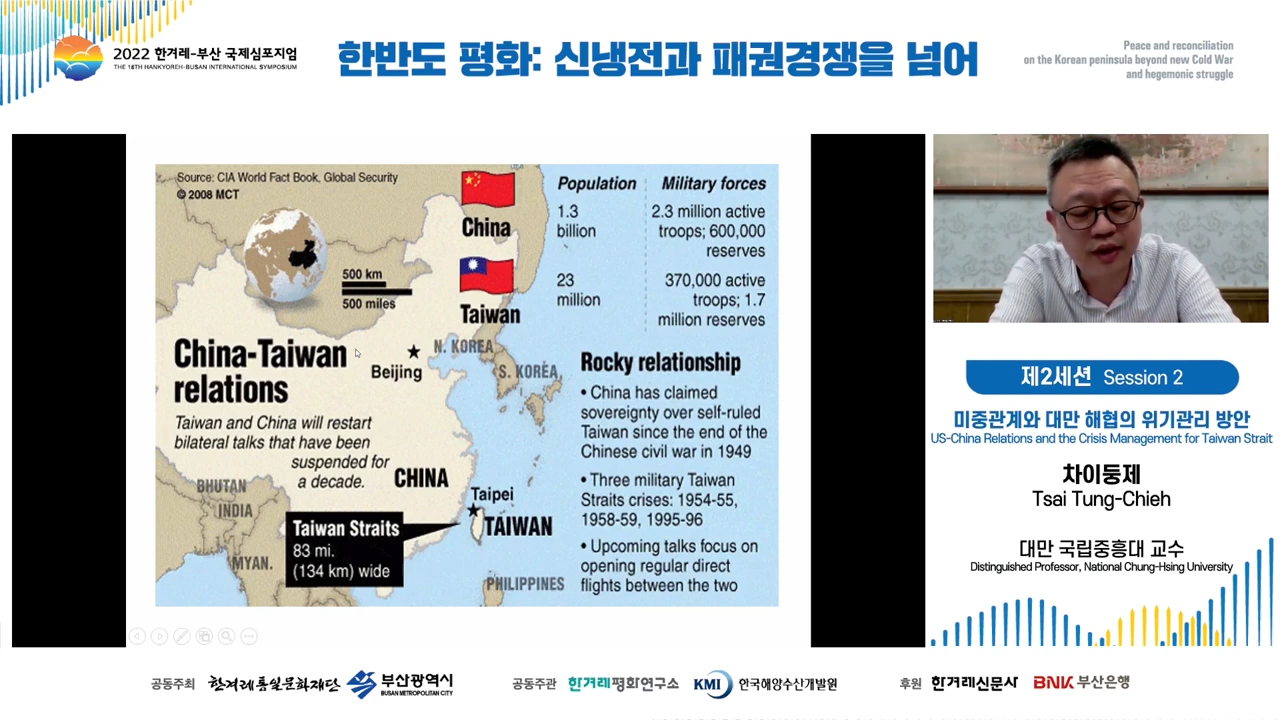 2022 한겨레-부산 국제심포지엄
THE 18TH HANKYOREH-BUSAN INTERNATIONAL SYMPOSIUM
한반도 평화: 신냉전과 패권경쟁을 넘어
Peace and reconciliation
on the Korean peninsula beyond new Cold War
and hegemonic struggle
Source: CIA World Fact Book, Global Security
© 2008 MCT
500 km
500 miles
China
Taiwan
Population
Military forces
1.3
billion
2.3 million active
troops; 600,000
reserves
23
million
370,000 active
troops; 1.7
million reserves
China-Taiwan
relations
Taiwan and China will restart
bilateral talks that have been
suspended for
a decade.
Beijing
N. KOREA
S. KOREA
CHINA
BHUTAN
INDIA
MYAN.
Taipei
TAIWAN
Taiwan Straits
83 mi.
(134 km) wide
PHILIPPINES
Rocky relationship
• China has claimed
sovereignty over self-ruled
Taiwan since the end of the
Chinese civil war in 1949
• Three military Taiwan
Straits crises: 1954-55,
1958-59, 1995-96
• Upcoming talks focus on
opening regular direct
flights between the two
제2세션 Session 2
미중관계와 대만 해협의 위기관리 방안
US-China Relations and the Crisis Management for Taiwan Strait
차이둥제
Tsai Tung-Chieh
대만 국립중흥대 교수
Distinguished Professor, National Chung-Hsing University
공동주최 한겨레통일문화재단 부산광역시
BUSAN METROPOLITAN CITY
공동주관 한겨레평화연구소 KMI 한국해양수산개발원
후원 한겨레신문사 BNK 부산은행